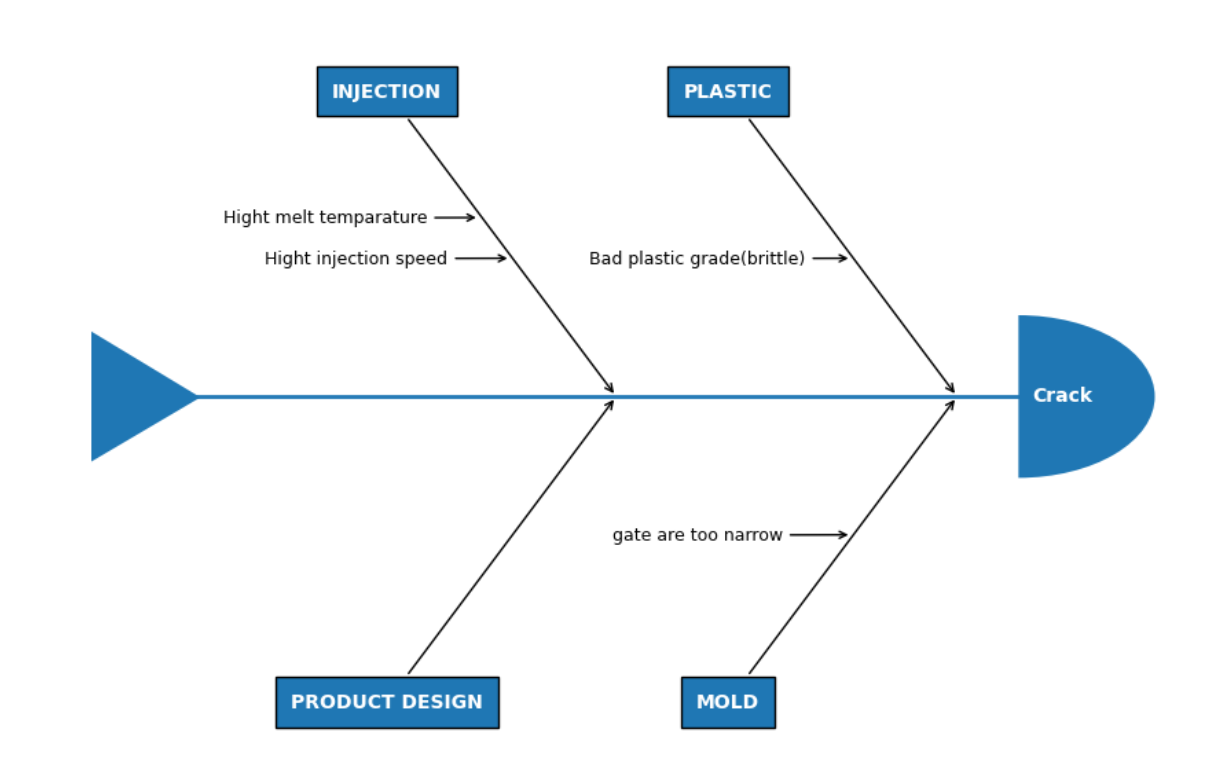 INJECTION
PLASTIC
Hight melt temparature
Hight injection speed
Bad plastic grade(brittle)
Crack
gate are too narrow
PRODUCT DESIGN
MOLD